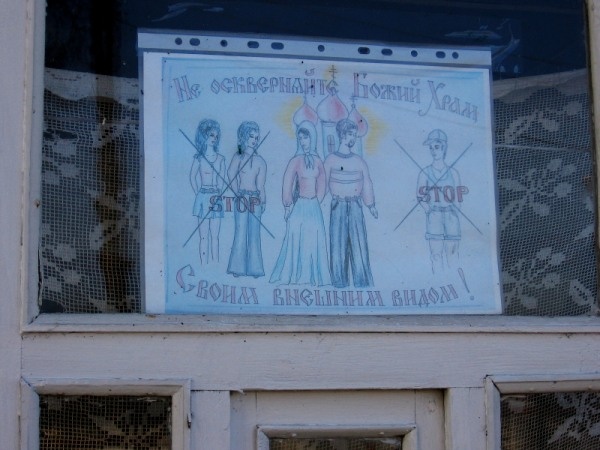 Не оскверняйте Божий Храм
STOP
STOP
Своим внешним видом!